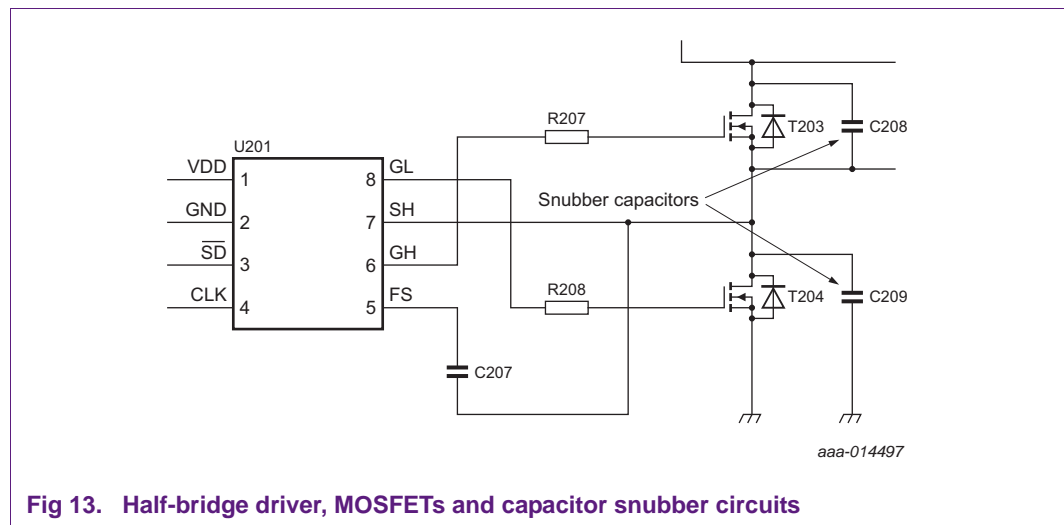 R207
T203
C208
U201
VDD
1
8
GL
Snubber capacitors
GND
2
7
SH
SD
3
6
GH
R208
T204
C209
CLK
4
5
FS
C207
aaa-014497
Fig 13. Half-bridge driver, MOSFETs and capacitor snubber circuits